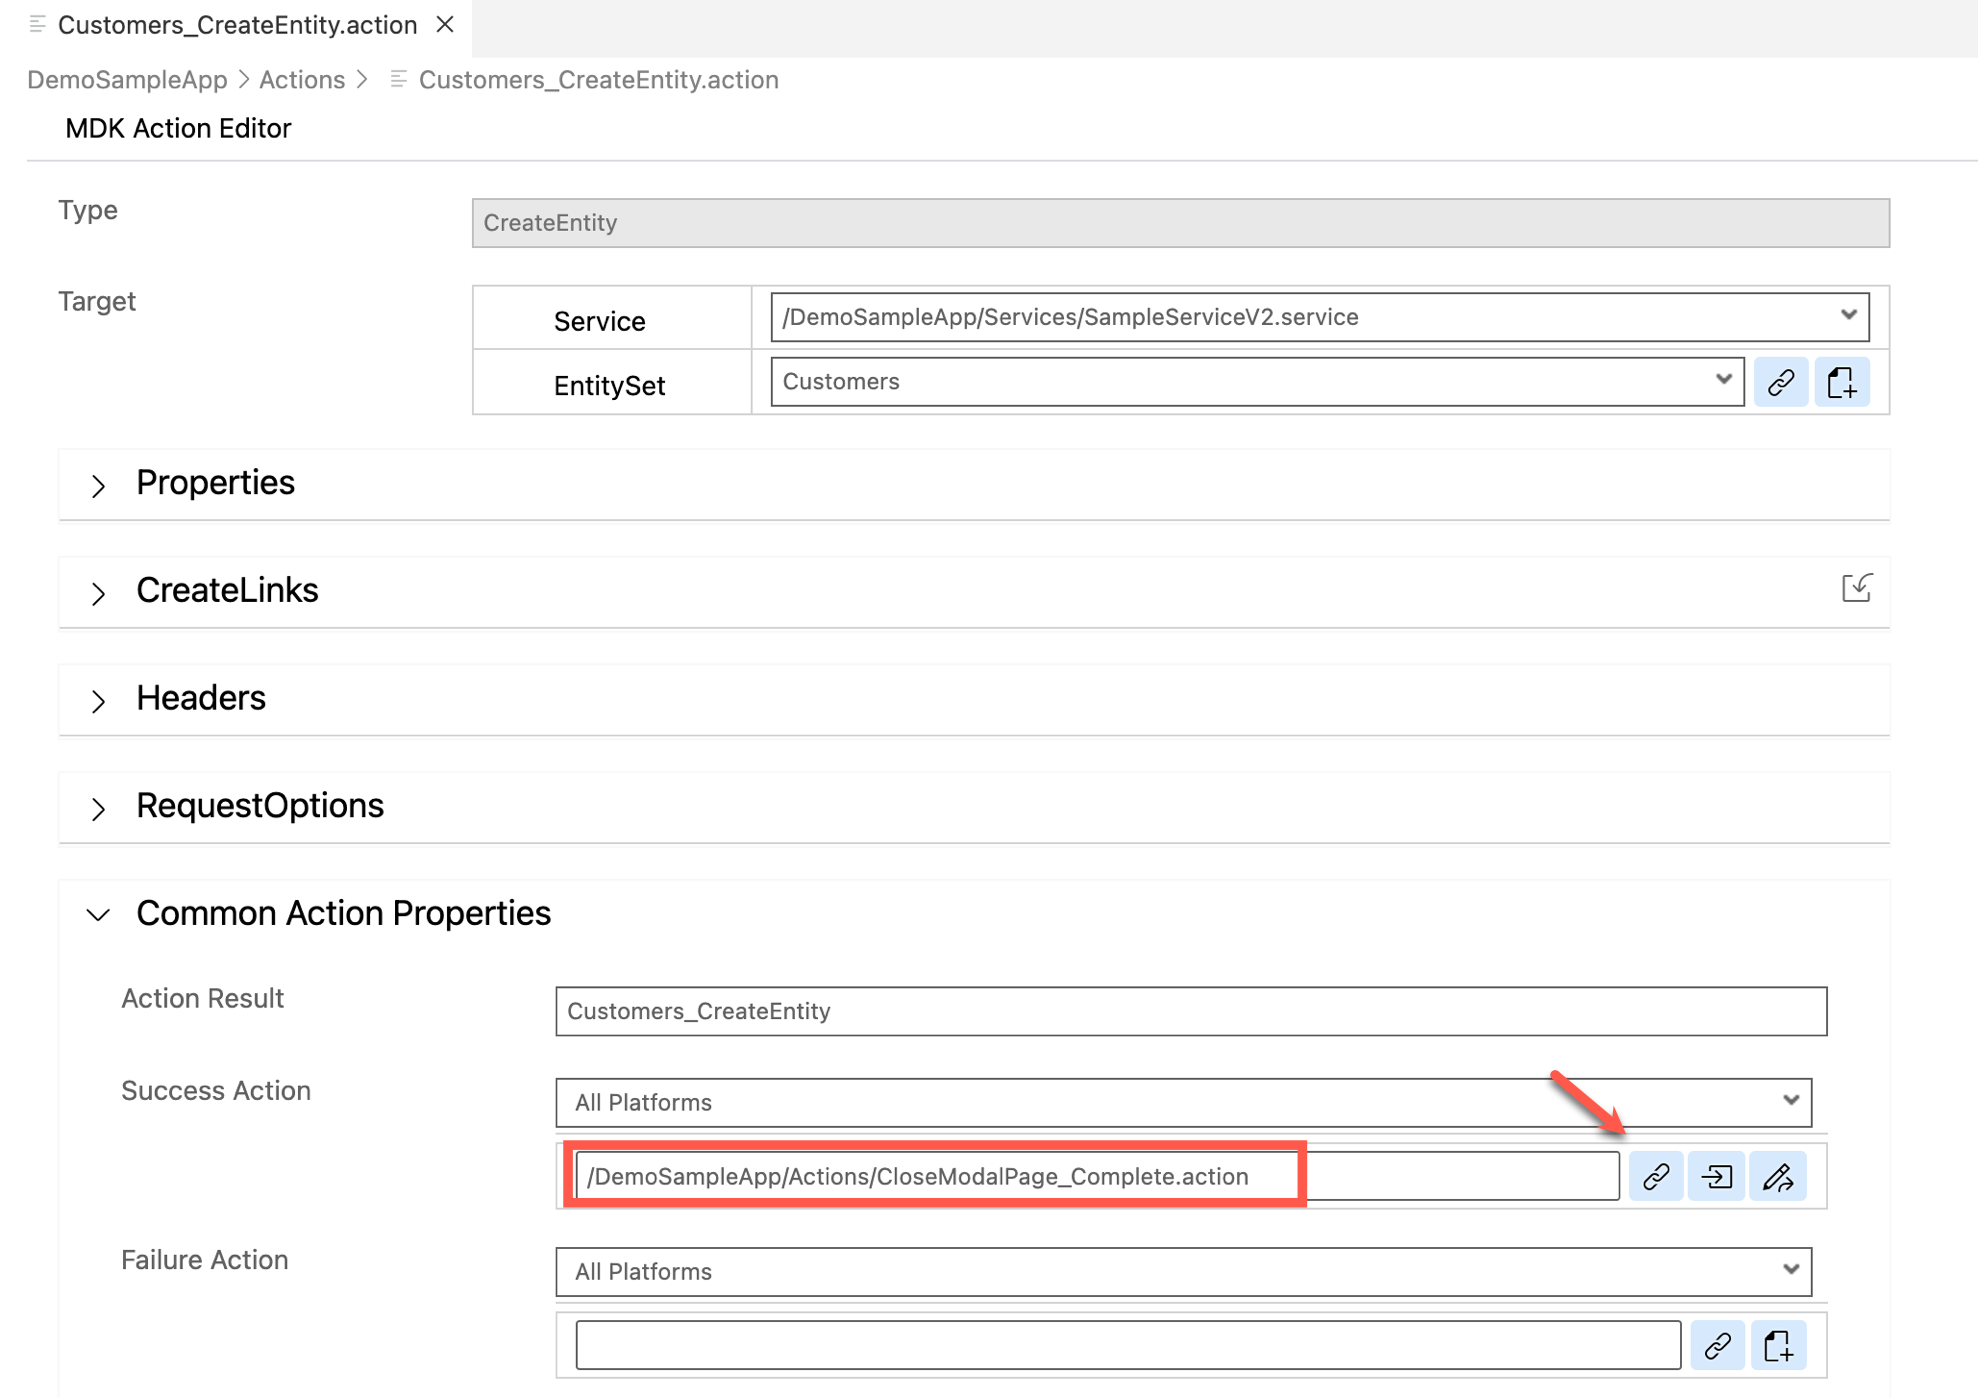 Customers_CreateEntity.action
DemoSampleApp > Actions > Customers_CreateEntity.action
MDK Action Editor
Type
CreateEntity
Target
Service
/DemoSampleApp/Services/SampleServiceV2.service
EntitySet
Customers
Properties
CreateLinks
Headers
RequestOptions
Common Action Properties
Action Result
Customers_CreateEntity
Success Action
All Platforms
/DemoSampleApp/Actions/CloseModalPage_Complete.action
Failure Action
All Platforms